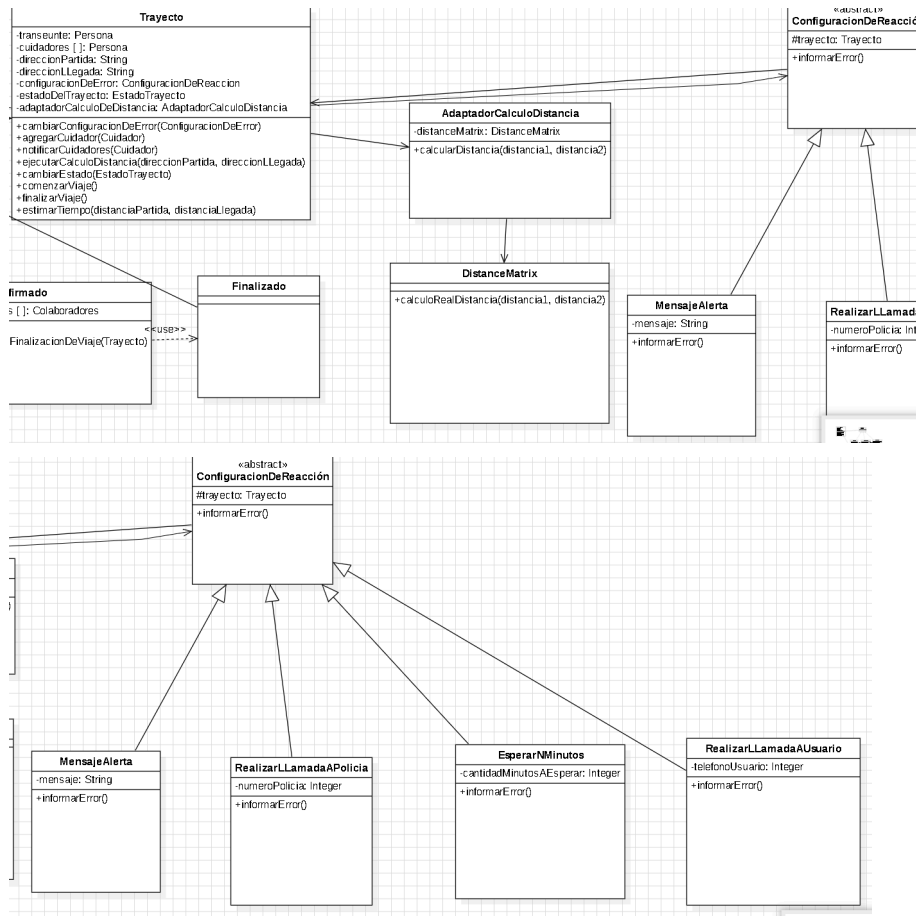 Trayecto
-transeunte: Persona
-cuidadores [ ]: Persona
-direccionPartida: String
-direccionLLegada: String
-configuracionDeError: ConfiguracionDeReaccion
-estadoDelTrayecto: EstadoTrayecto
-adaptadorCalculoDeDistancia: AdaptadorCalculoDistancia
+cambiarConfiguracionDeError(ConfiguracionDeError)
+agregarCuidador(Cuidador)
+notificarCuidadores(Cuidador)
+ejecutarCalculoDistancia(direccionPartida, direccionLLegada)
+cambiarEstado(EstadoTrayecto)
+comenzarViaje()
+finalizarViaje()
+estimarTiempo(distanciaPartida, distanciaLlegada)
«abstract»
ConfiguracionDeReacció
#trayecto: Trayecto
+informarError()
AdaptadorCalculoDistancia
-distanceMatrix: DistanceMatrix
+calcularDistancia(distancia1, distancia2)
firmado
s [ ]: Colaboradores
FinalizacionDeViaje(Trayecto)
<<use>>
Finalizado
DistanceMatrix
+calculoRealDistancia(distancia1, distancia2)
MensajeAlerta
-mensaje: String
+informarError()
RealizarLLamada
-numeroPolicia: Int
+informarError()
«abstract»
ConfiguracionDeReacción
#trayecto: Trayecto
+informarError()
)
MensajeAlerta
-mensaje: String
+informarError()
RealizarLLamadaAPolicia
-numeroPolicia: Integer
+informarError()
EsperarNMinutos
-cantidadMinutosAEsperar: Integer
+informarError()
RealizarLLamadaAUsuario
-telefonoUsuario: Integer
+informarError()